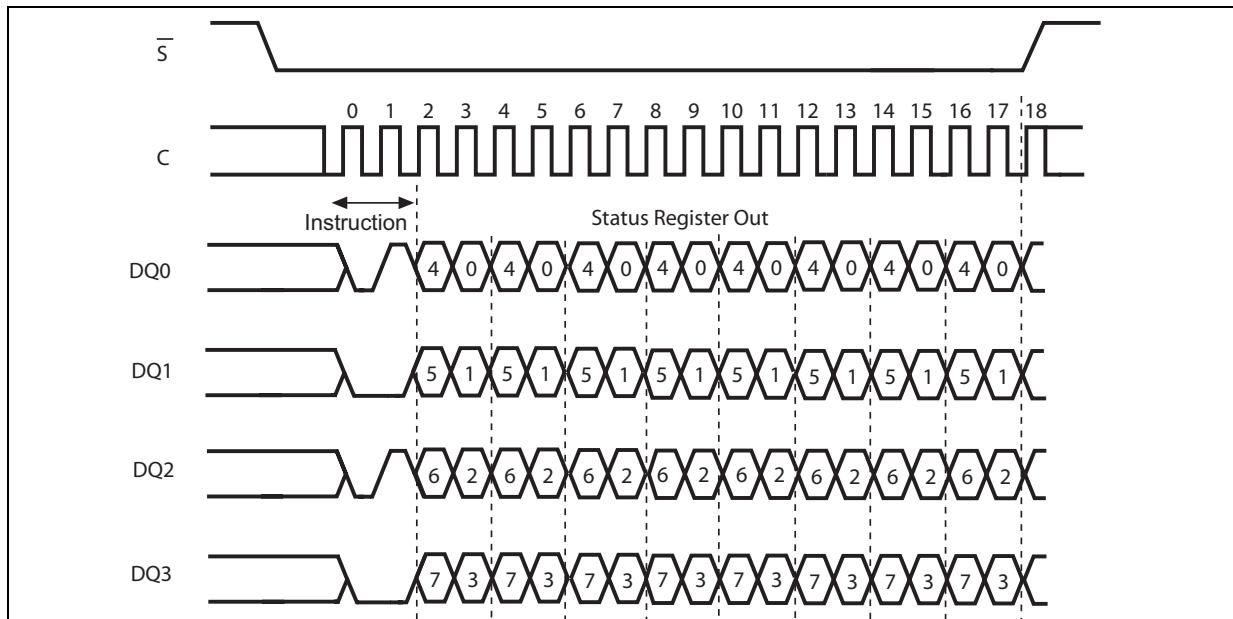 S
0 1 2 3 4 5 6 7 8 9 10 11 12 13 14 15 16 17 18
C
Instruction
Status Register Out
DQ0
4 0 4 0 4 0 4 0 4 0 4 0 4 0 4 0
DQ1
5 1 5 1 5 1 5 1 5 1 5 1 5 1 5 1
DQ2
6 2 6 2 6 2 6 2 6 2 6 2 6 2 6 2
DQ3
7 3 7 3 7 3 7 3 7 3 7 3 7 3 7 3